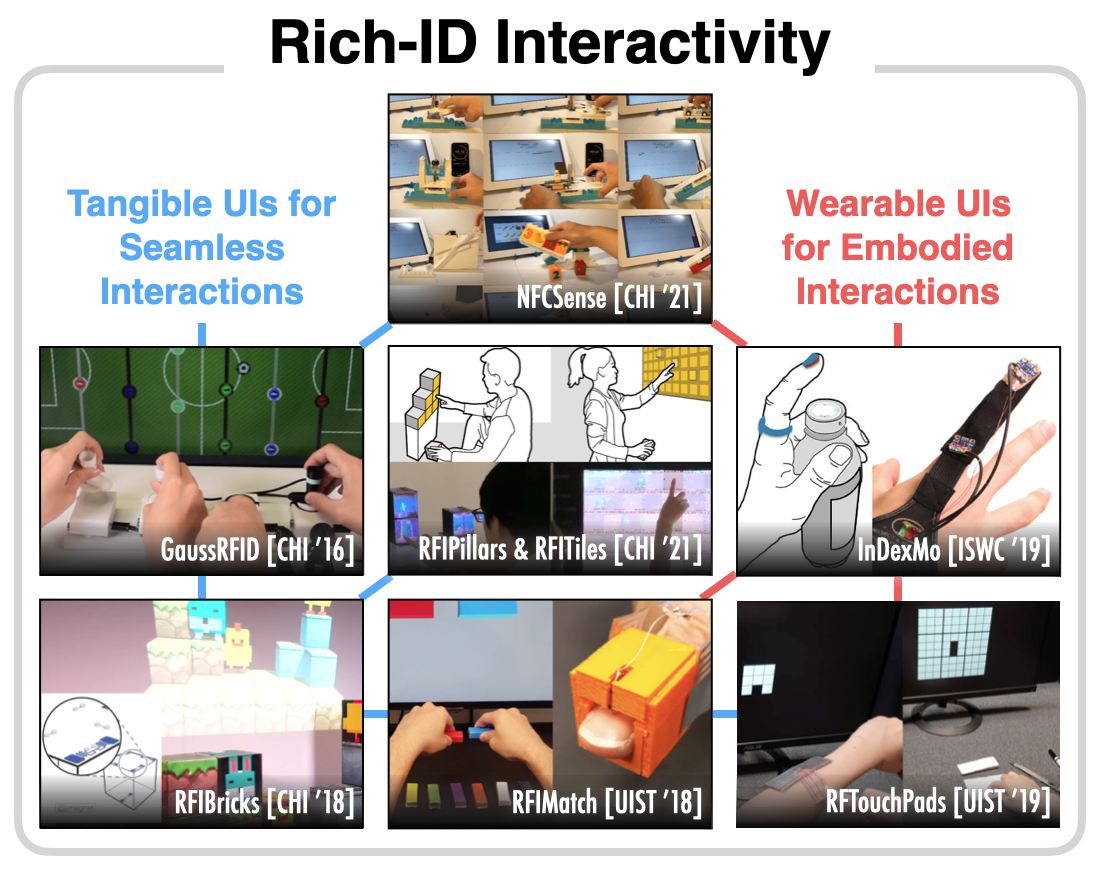 Rich-ID Interactivity
Tangible UIs for
Seamless
Interactions
NFCSense [CHI ’21]
Wearable UIs
for Embodied
Interactions
GaussRFID [CHI ’16]
RFIPillars & RFITiles [CHI ’21]
InDexMo [ISWC ’19]
RFIBricks [CHI ’18]
RFIMatch [UIST ’18]
RFTouchPads [UIST ’19]